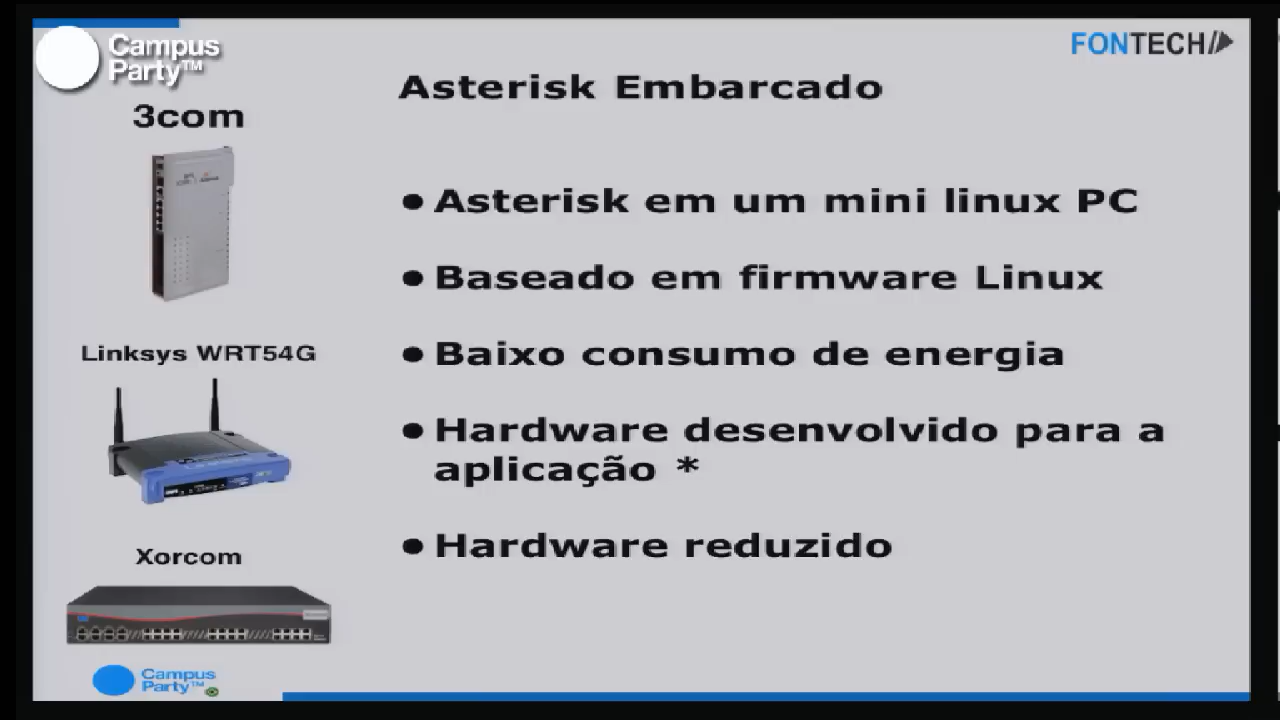 Campus
Party™
FONTECH
Asterisk Embarcado
3com
• Asterisk em um mini linux PC
• Baseado em firmware Linux
Linksys WRT54G
• Baixo consumo de energia
• Hardware desenvolvido para a
aplicação *
Xorcom
• Hardware reduzido
Campus
Party™